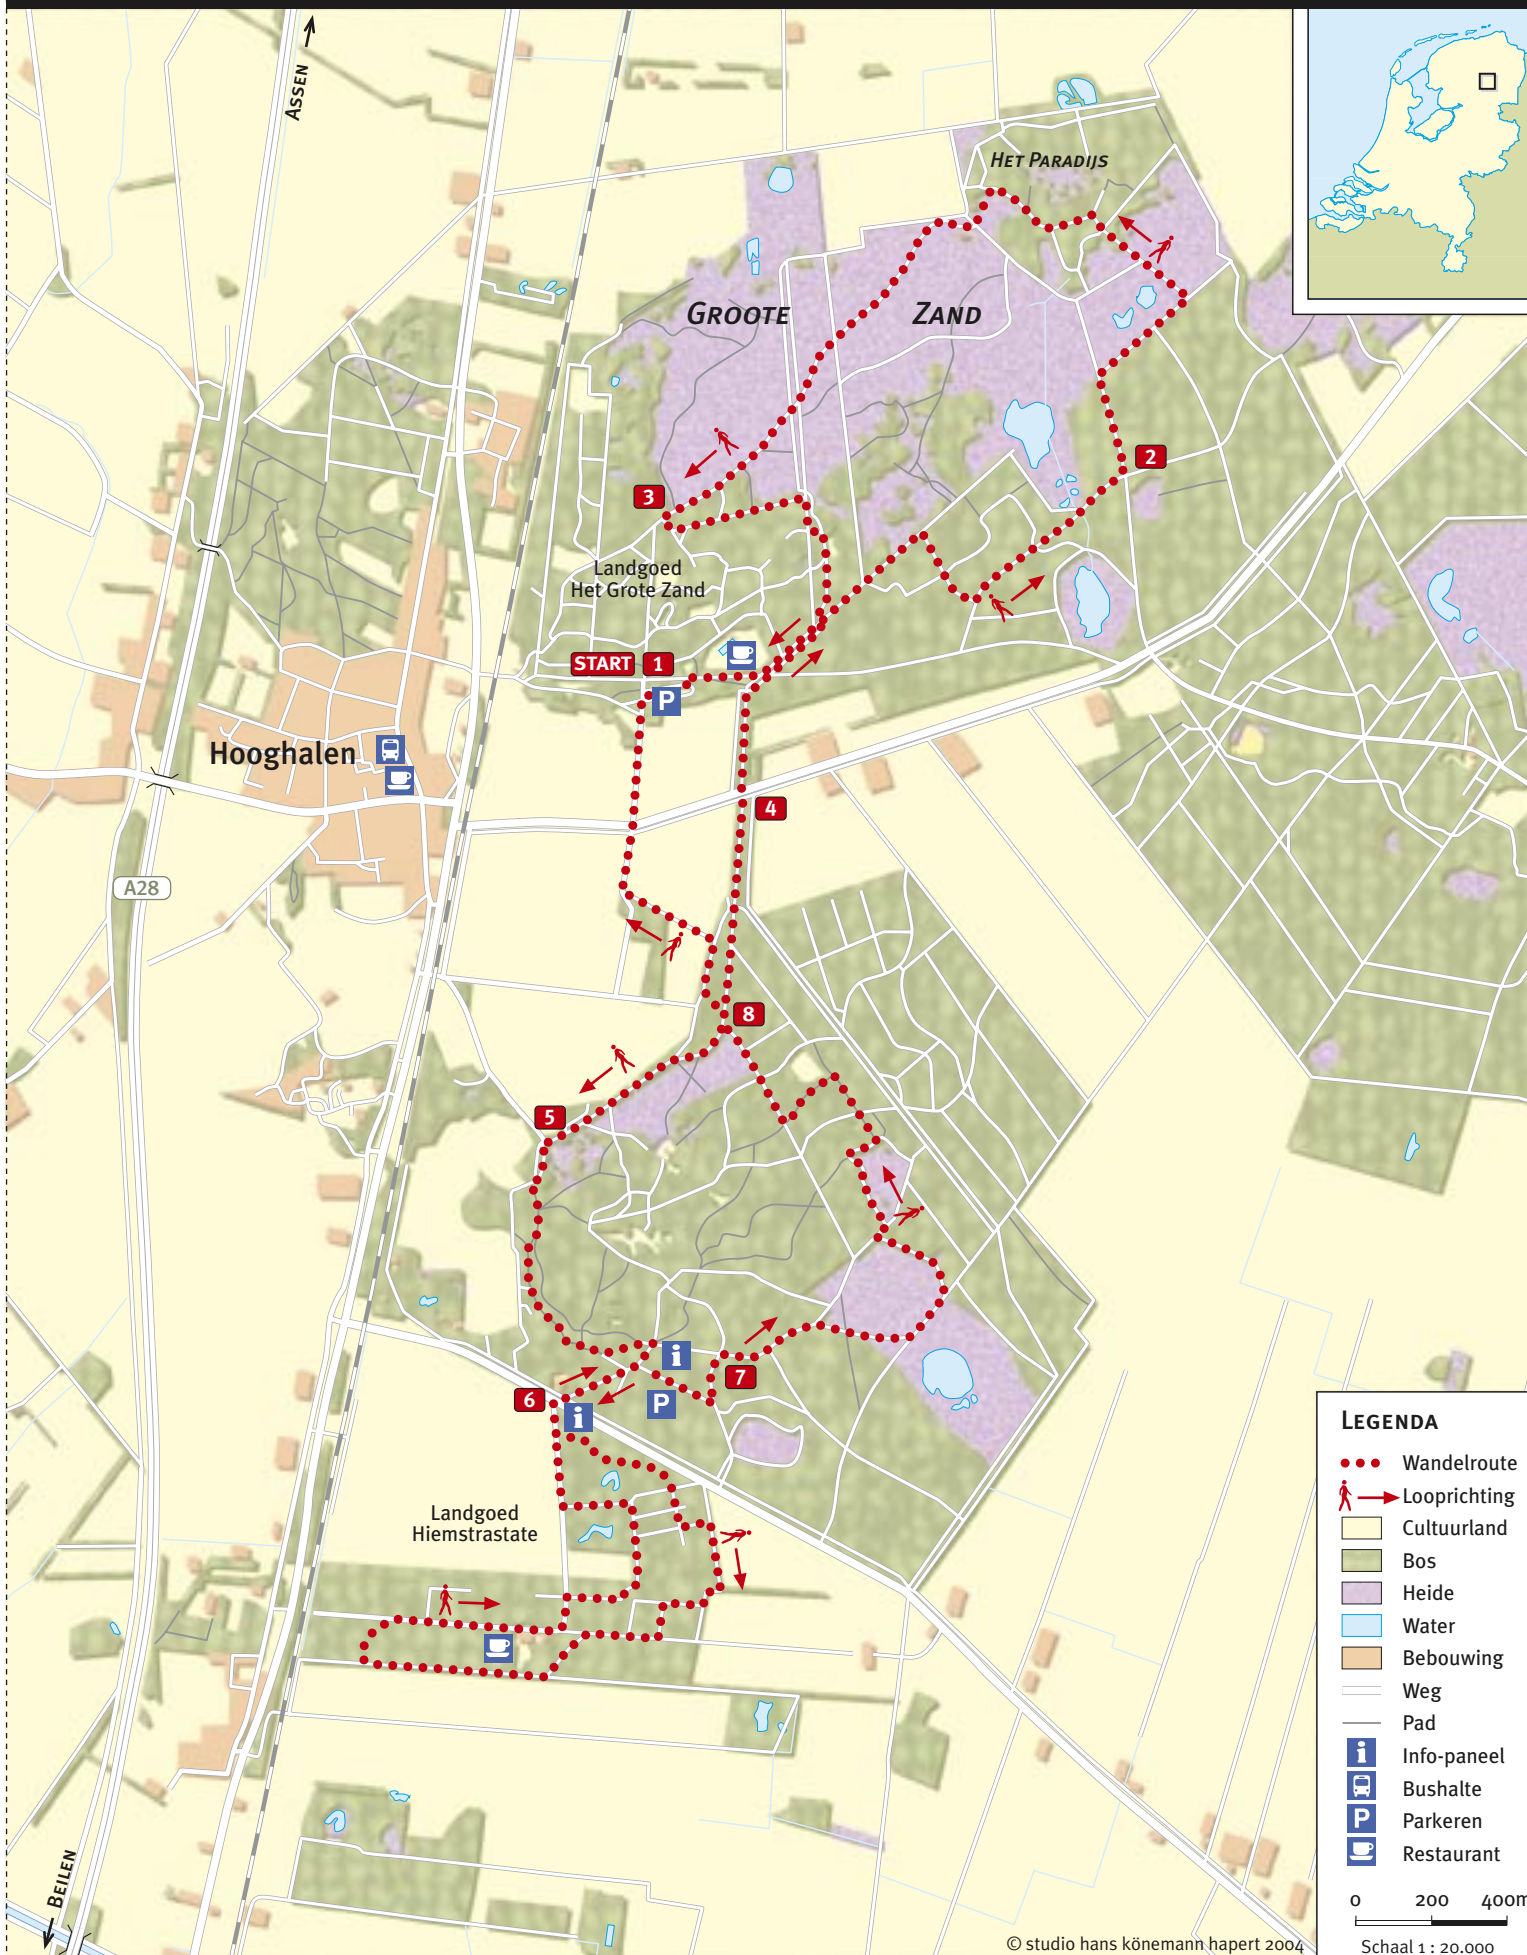 ASSEN
HET PARADIJS
GROOTE
ZAND
2
3
Landgoed
Het Grote Zand
START
1
P
Hooghalen
4
A28
8
5
i
7
6
P
i
Landgoed
Hiemstrastate
LEGENDA
Wandelroute
Looprichting
Cultuurland
Bos
Heide
Water
Bebouwing
Weg
Pad
i Info-paneel
Bushalte
P Parkeren
Restaurant
0 200 400m
Schaal 1 : 20.000
BEILEN
© studio hans könemann hapert 2004